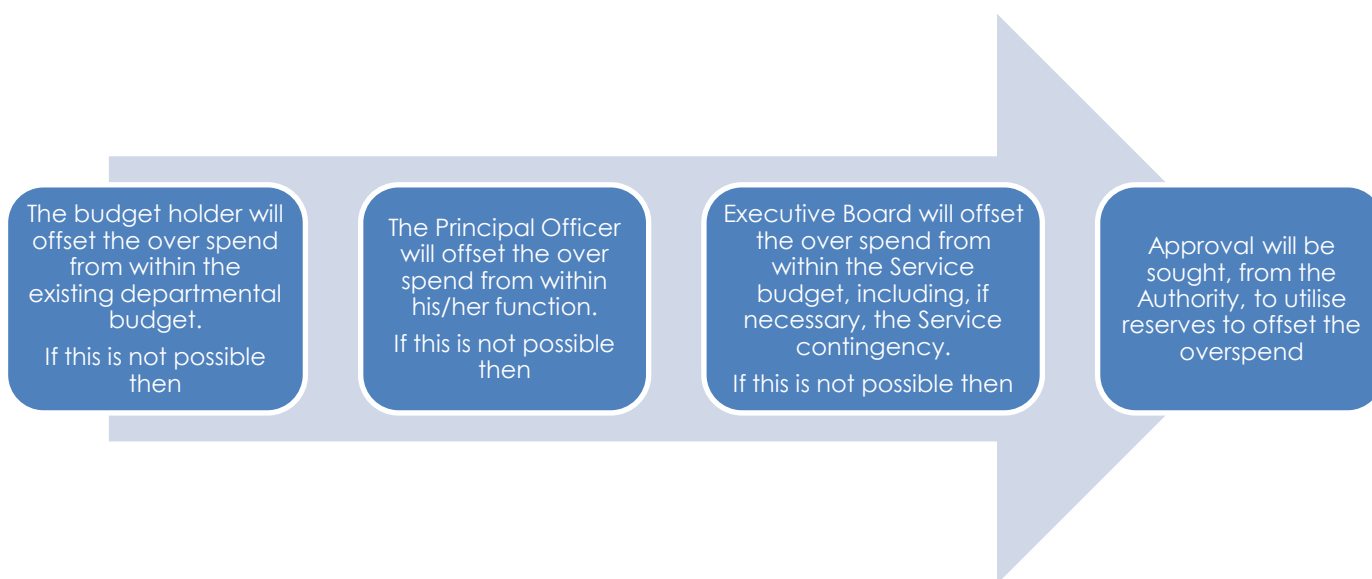 The budget holder will
offset the over spend
from within the
existing departmental
budget.
If this is not possible
then
The Principal Officer
will offset the over
spend from within
his/her function.
If this is not possible
then
Executive Board will offset
the over spend from
within the Service
budget, including, if
necessary, the Service
contingency.
If this is not possible then
Approval will be
sought, from the
Authority, to utilise
reserves to offset the
overspend